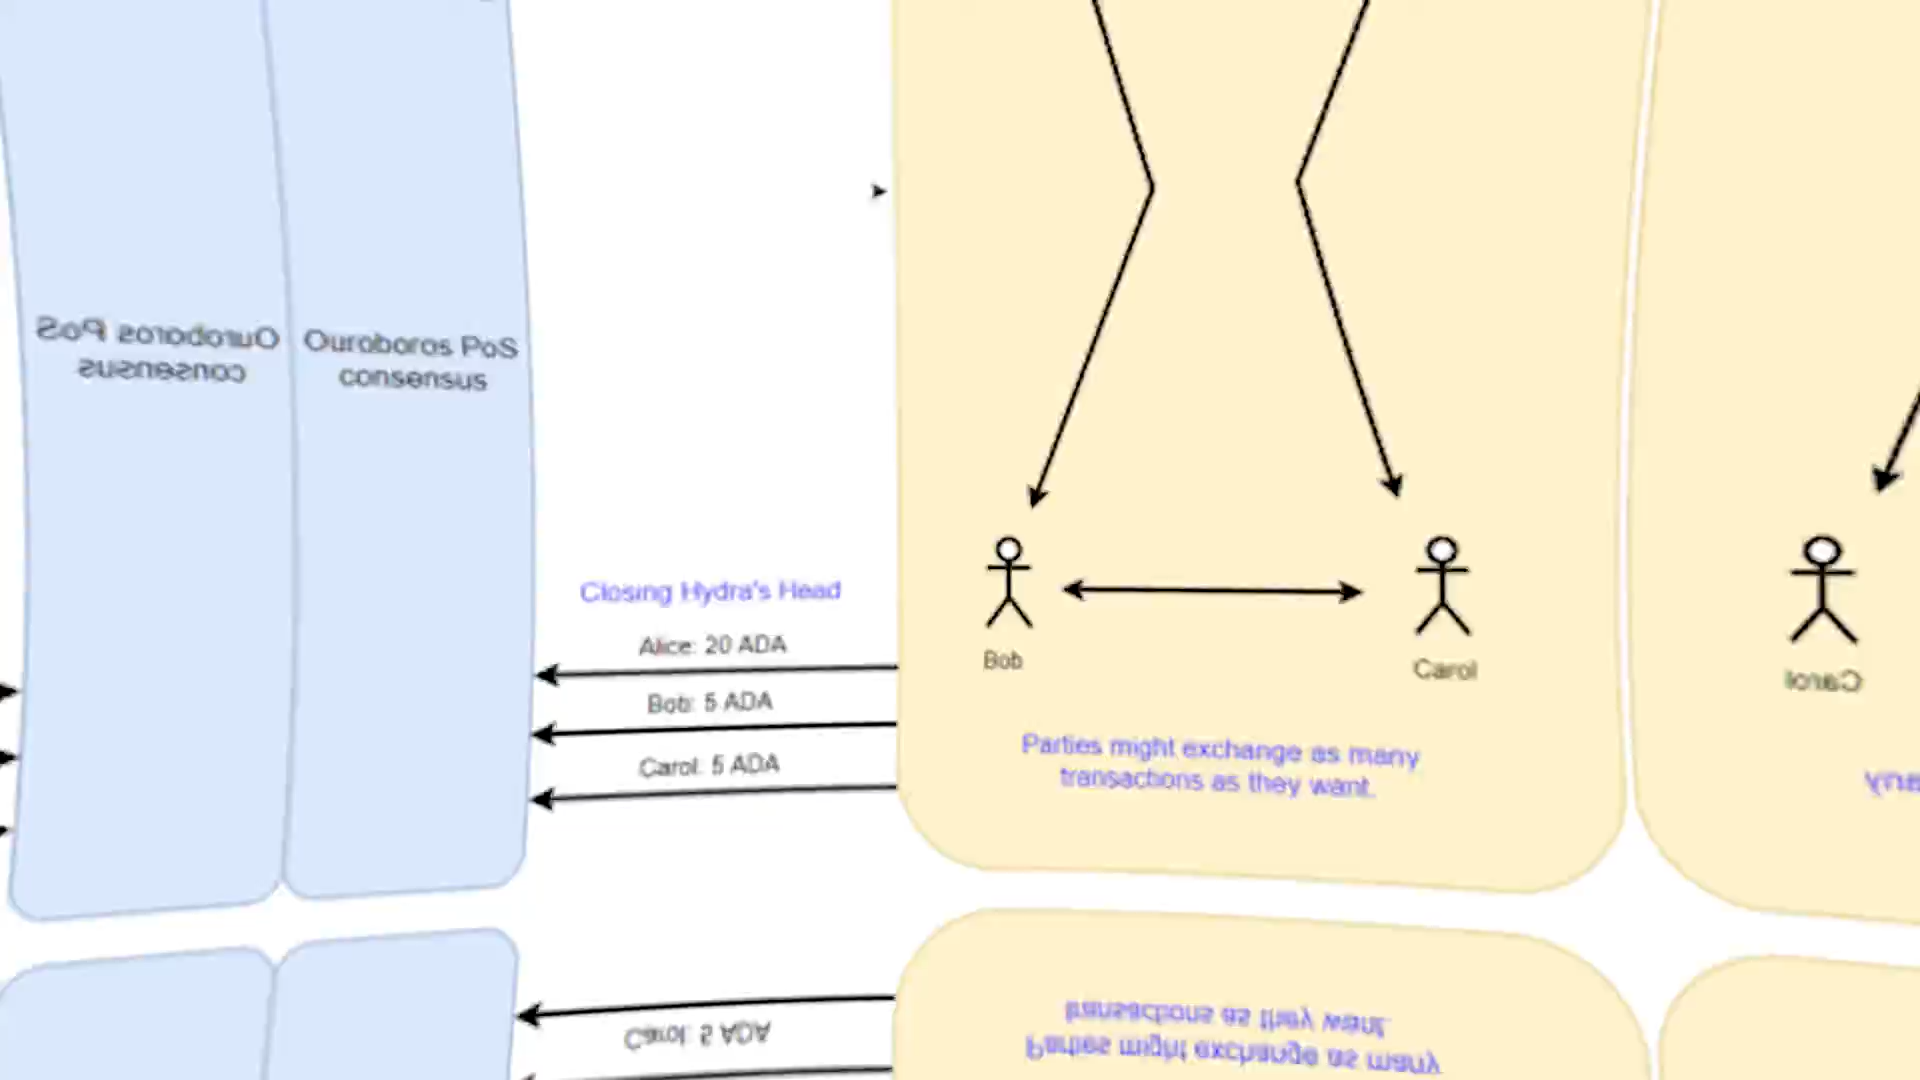 Ouroboros PoS
consensus
Ouroboros PoS
consensus
Closing Hydra's Head
Alice: 20 ADA
Bob: 5 ADA
Carol: 5 ADA
Bob
Carol
Carol
Parties might exchange as many
transactions as they want.
Carol: 5 ADA
transactions as they want.
Parties might exchange as many